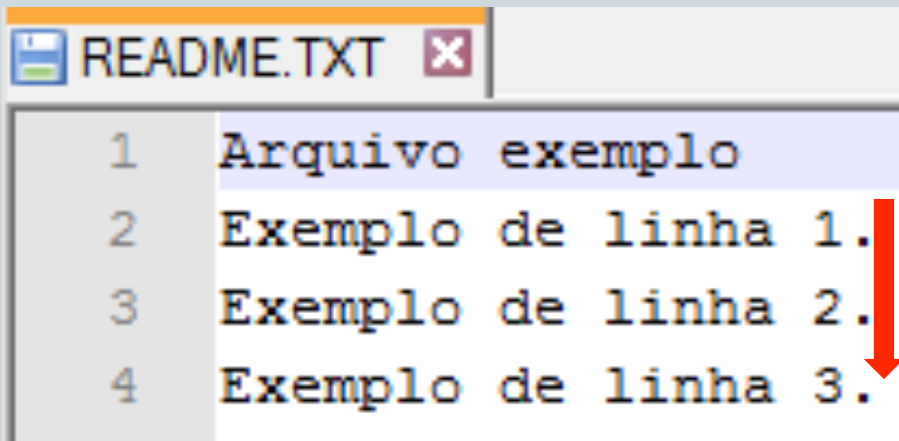 README.TXT
1 Arquivo exemplo
2 Exemplo de linha 1.
3 Exemplo de linha 2.
4 Exemplo de linha 3.